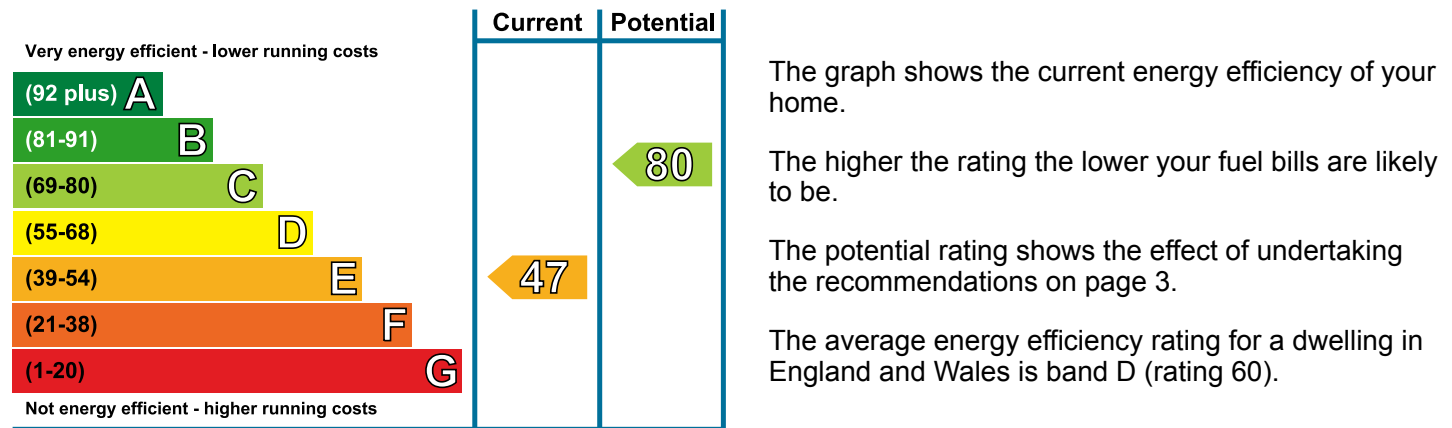 Current Potential
Very energy efficient - lower running costs
(92 plus) A
(81-91) B
(69-80) C
(55-68) D
(39-54) E
(21-38) F
(1-20) G
Not energy efficient - higher running costs
80
47
The graph shows the current energy efficiency of your
home.
The higher the rating the lower your fuel bills are likely
to be.
The potential rating shows the effect of undertaking
the recommendations on page 3.
The average energy efficiency rating for a dwelling in
England and Wales is band D (rating 60).